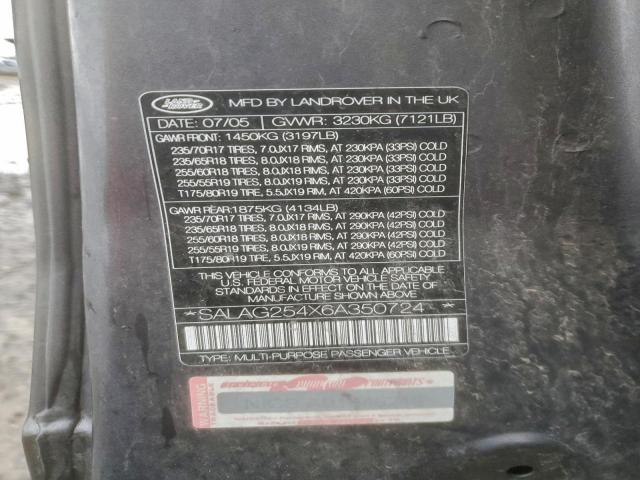 LAND ROVER
MFD BY LANDROVER IN THE UK
DATE: 07/05 GVWR: 3230KG (7121LB)
GAWR FRONT: 1450KG (3197LB)
235/70R17 TIRES, 7.0JX17 RIMS, AT 230KPA (33PSI) COLD
235/65R18 TIRES, 8.0JX18 RIMS, AT 230KPA (33PSI) COLD
255/60R18 TIRES, 8.0JX18 RIMS, AT 230KPA (33PSI) COLD
255/55R19 TIRES, 8.0JX19 RIMS, AT 230KPA (33PSI) COLD
T175/80R19 TIRE, 5.5JX19 RIM, AT 420KPA (60PSI) COLD
GAWR REAR: 1875KG (4134LB)
235/70R17 TIRES, 7.0JX17 RIMS, AT 290KPA (42PSI) COLD
235/65R18 TIRES, 8.0JX18 RIMS, AT 290KPA (42PSI) COLD
255/60R18 TIRES, 8.0JX18 RIMS, AT 290KPA (42PSI) COLD
255/55R19 TIRES, 8.0JX19 RIMS, AT 290KPA (42PSI) COLD
T175/80R19 TIRE, 5.5JX19 RIM, AT 420KPA (60PSI) COLD
THIS VEHICLE CONFORMS TO ALL APPLICABLE
U.S. FEDERAL MOTOR VEHICLE SAFETY
STANDARDS IN EFFECT ON THE DATE OF
MANUFACTURE SHOWN ABOVE.
*SALAG254X6A350724*
TYPE: MULTI-PURPOSE PASSENGER VEHICLE
WARNING